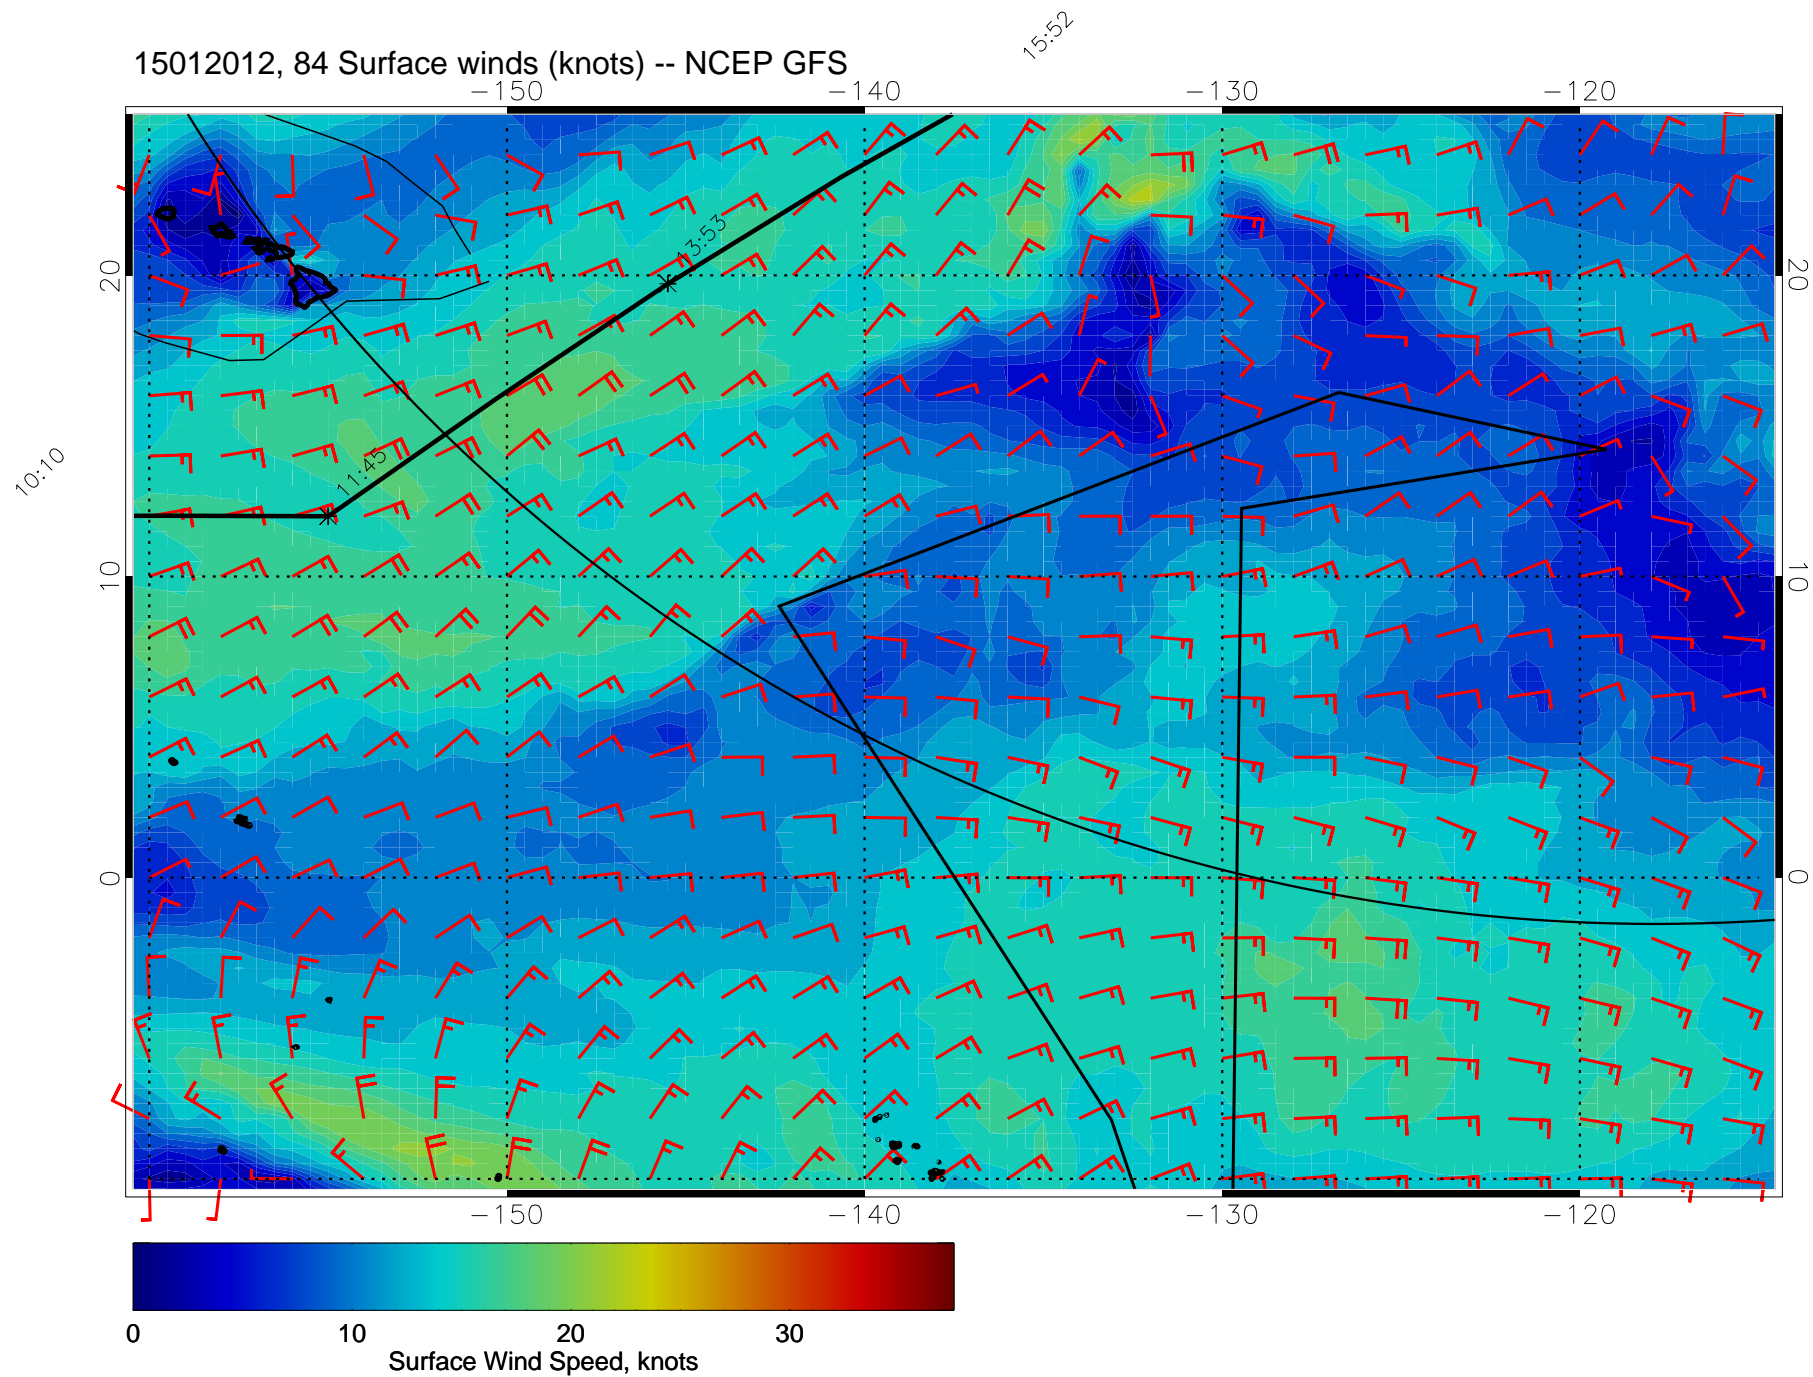 15:52
15012012, 84 Surface winds (knots) -- NCEP GFS
-150 -140 -130 -120
13:53
20 20
11:45
10:10
10 10
0 0
-150 -140 -130 -120
0 10 20 30
Surface Wind Speed, knots